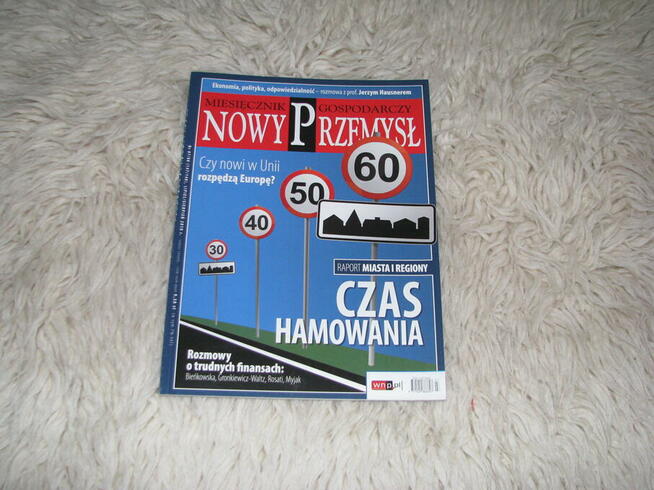 Ekonomia, polityka, odpowiedzialność – rozmowa z prof. Jerzym Hausnerem
MIESIĘCZNIK GOSPODARCZY
NOWY PRZEMYSŁ
Czy nowi w Unii
rozpędzą Europę?
60
50
40
30
RAPORT MIASTA I REGIONY
CZAS
HAMOWANIA
Rozmowy
o trudnych finansach:
Bieńkowska, Gronkiewicz-Waltz, Rosati, Myjak
wnp.pl